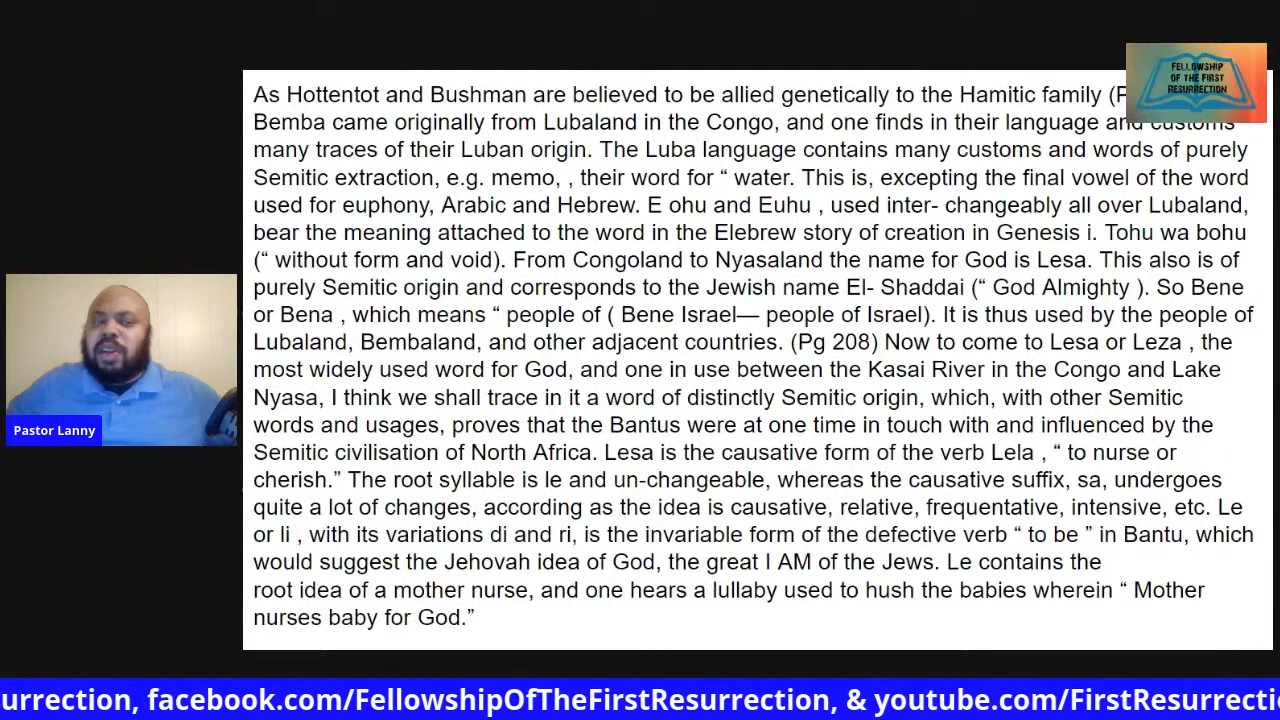 As Hottentot and Bushman are believed to be allied genetically to the Hamitic family
Bemba came originally from Lubaland in the Congo, and one finds in their language and customs
many traces of their Luban origin. The Luba language contains many customs and words of purely
Semitic extraction, e.g. memo, , their word for “ water. This is, excepting the final vowel of the word
used for euphony, Arabic and Hebrew. E ohu and Euhu , used inter- changeably all over Lubaland,
bear the meaning attached to the word in the Elebrew story of creation in Genesis i. Tohu wa bohu
(“ without form and void). From Congoland to Nyasaland the name for God is Lesa. This also is of
purely Semitic origin and corresponds to the Jewish name El- Shaddai (“ God Almighty ). So Bene
or Bena , which means “ people of ( Bene Israel— people of Israel). It is thus used by the people of
Lubaland, Bembaland, and other adjacent countries. (Pg 208) Now to come to Lesa or Leza , the
most widely used word for God, and one in use between the Kasai River in the Congo and Lake
Nyasa, I think we shall trace in it a word of distinctly Semitic origin, which, with other Semitic
words and usages, proves that the Bantus were at one time in touch with and influenced by the
Semitic civilisation of North Africa. Lesa is the causative form of the verb Lela , “ to nurse or
cherish.” The root syllable is le and un-changeable, whereas the causative suffix, sa, undergoes
quite a lot of changes, according as the idea is causative, relative, frequentative, intensive, etc. Le
or li , with its variations di and ri, is the invariable form of the defective verb “ to be ” in Bantu, which
would suggest the Jehovah idea of God, the great I AM of the Jews. Le contains the
root idea of a mother nurse, and one hears a lullaby used to hush the babies wherein “ Mother
nurses baby for God.”
FELLOWSHIP
OF THE FIRST
RESURRECTION
Pastor Lanny
urrection, facebook.com/FellowshipOfTheFirstResurrection, & youtube.com/FirstResurrecti